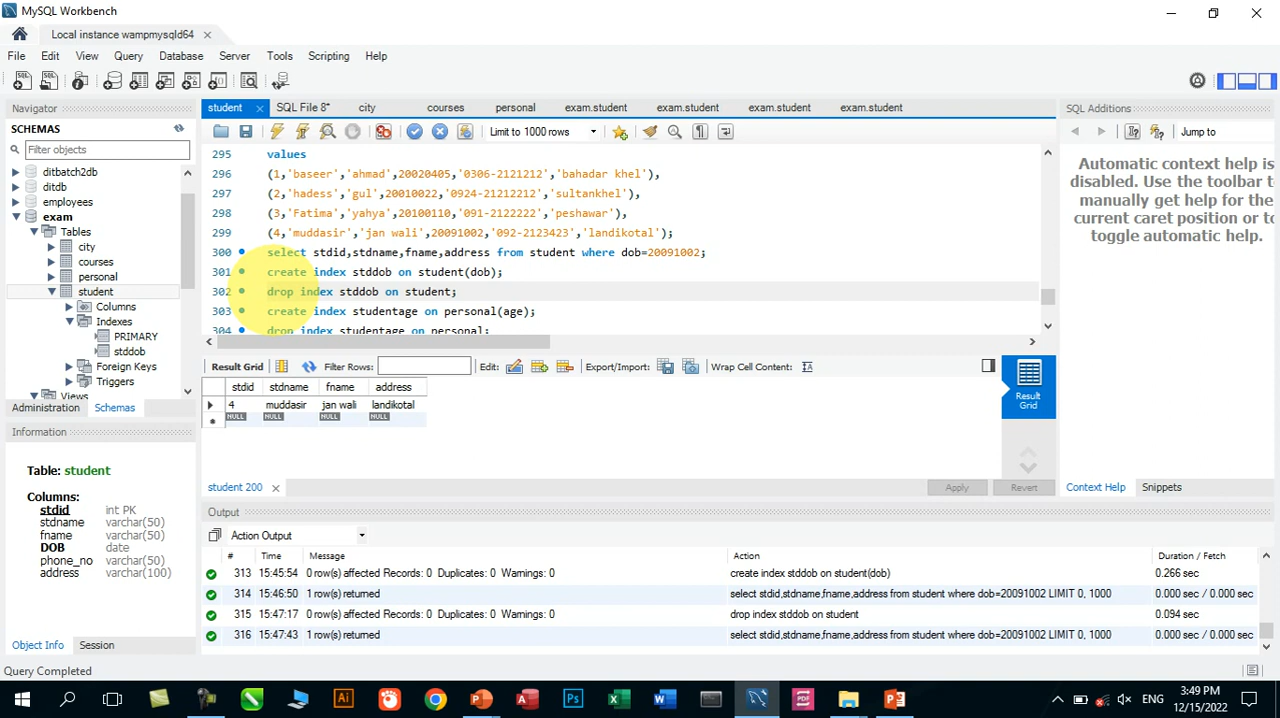 MySQL Workbench
Local instance wampmysqld64
File Edit View Query Database Server Tools Scripting Help
Navigator
SCHEMAS
Filter objects
ditbatch2db
ditdb
employees
exam
Tables
city
courses
personal
student
Columns
Indexes
PRIMARY
stddob
Foreign Keys
Triggers
Views
Administration Schemas
Information
Table: student
Columns:
stdid int PK
stdname varchar(50)
fname varchar(50)
DOB date
phone_no varchar(50)
address varchar(100)
Object Info Session
Query Completed
student SQL File 8* city courses personal exam.student exam.student exam.student exam.student
Limit to 1000 rows
295 values
296 (1,'baseer','ahmad',20020405,'0306-2121212','bahadar khel'),
297 (2,'hadess','gul',20010022,'0924-21212212','sultankhel'),
298 (3,'Fatima','yahya',20100110,'091-2122222','peshawar'),
299 (4,'muddasir','jan wali',20091002,'092-2123423','landikotal');
300 select stdid,stdname,fname,address from student where dob=20091002;
301 create index stddob on student(dob);
302 drop index stddob on student;
303 create index studentage on personal(age);
304 drop index studentage on personal;
Result Grid Filter Rows: Edit: Export/Import: Wrap Cell Content:
stdid stdname fname address
4 muddasir jan wali landikotal
NULL NULL NULL NULL
Result
Grid
student 200
Apply Revert
Output
Action Output
# Time Message Action Duration / Fetch
313 15:45:54 0 row(s) affected Records: 0 Duplicates: 0 Warnings: 0 create index stddob on student(dob) 0.266 sec
314 15:46:50 1 row(s) returned select stdid,stdname,fname,address from student where dob=20091002 LIMIT 0, 1000 0.000 sec / 0.000 sec
315 15:47:17 0 row(s) affected Records: 0 Duplicates: 0 Warnings: 0 drop index stddob on student 0.094 sec
316 15:47:43 1 row(s) returned select stdid,stdname,fname,address from student where dob=20091002 LIMIT 0, 1000 0.000 sec / 0.000 sec
SQL Additions
Jump to
Automatic context help is
disabled. Use the toolbar t
manually get help for the
current caret position or to
toggle automatic help.
Context Help Snippets
ENG
3:49 PM
12/15/2022